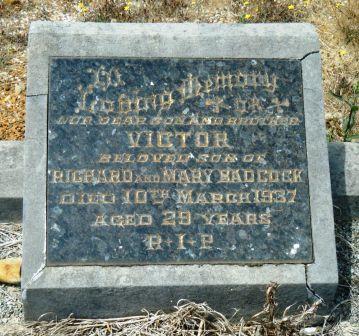 In
Loving Memory
OF
OUR DEAR SON AND BROTHER
VICTOR
BELOVED SON OF
RICHARD AND MARY BADCOCK
DIED 10TH MARCH 1937
AGED 29 YEARS
R·I·P